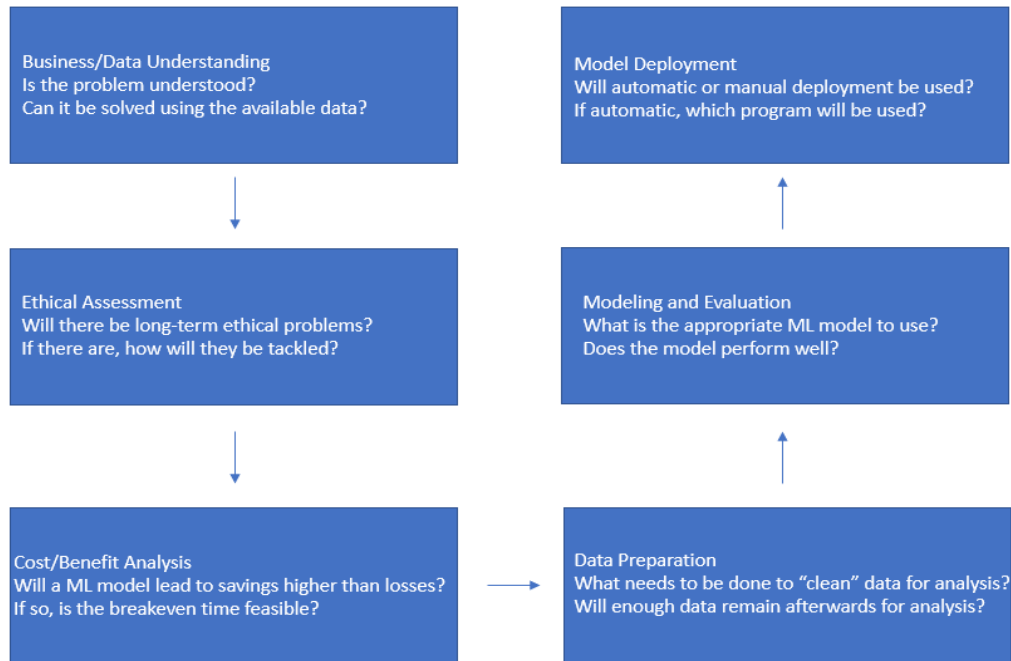 Business/Data Understanding
Is the problem understood?
Can it be solved using the available data?
Ethical Assessment
Will there be long-term ethical problems?
If there are, how will they be tackled?
Cost/Benefit Analysis
Will a ML model lead to savings higher than losses?
If so, is the breakeven time feasible?
Data Preparation
What needs to be done to “clean” data for analysis?
Will enough data remain afterwards for analysis?
Modeling and Evaluation
What is the appropriate ML model to use?
Does the model perform well?
Model Deployment
Will automatic or manual deployment be used?
If automatic, which program will be used?